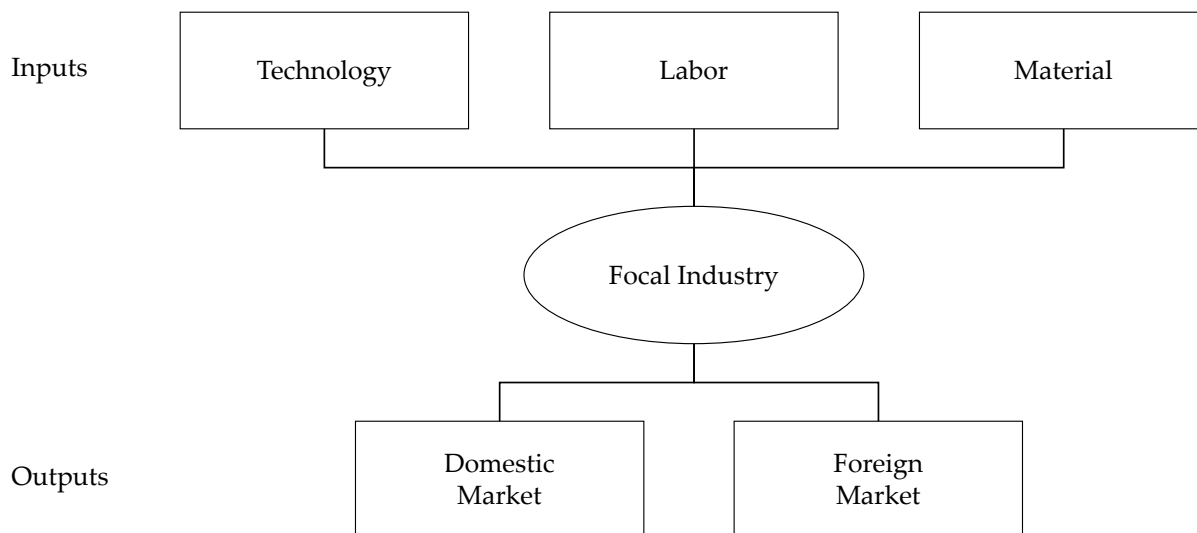 Inputs
Technology
Labor
Material
Focal Industry
Outputs
Domestic
Market
Foreign
Market